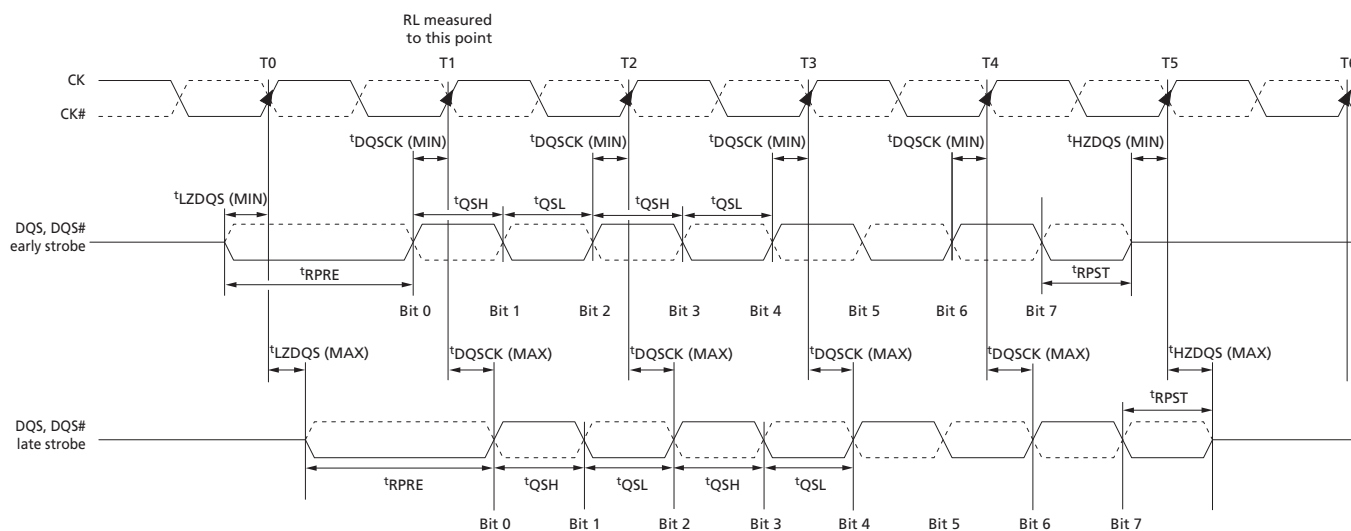 RL measured
to this point
T0 T1 T2 T3 T4 T5
CK
CK#
tDQSCK (MIN) tDQSCK (MIN) tDQSCK (MIN) tDQSCK (MIN) tHZDQS (MIN)
tLZDQS (MIN)
tQSH tQSL tQSH tQSL
DQS, DQS#
early strobe
tRPRE tRPST
Bit 0 Bit 1 Bit 2 Bit 3 Bit 4 Bit 5 Bit 6 Bit 7
tLZDQS (MAX) tDQSCK (MAX) tDQSCK (MAX) tDQSCK (MAX) tDQSCK (MAX) tHZDQS (MAX)
tRPST
DQS, DQS#
late strobe
tRPRE tQSH tQSL tQSH tQSL
Bit 0 Bit 1 Bit 2 Bit 3 Bit 4 Bit 5 Bit 6 Bit 7